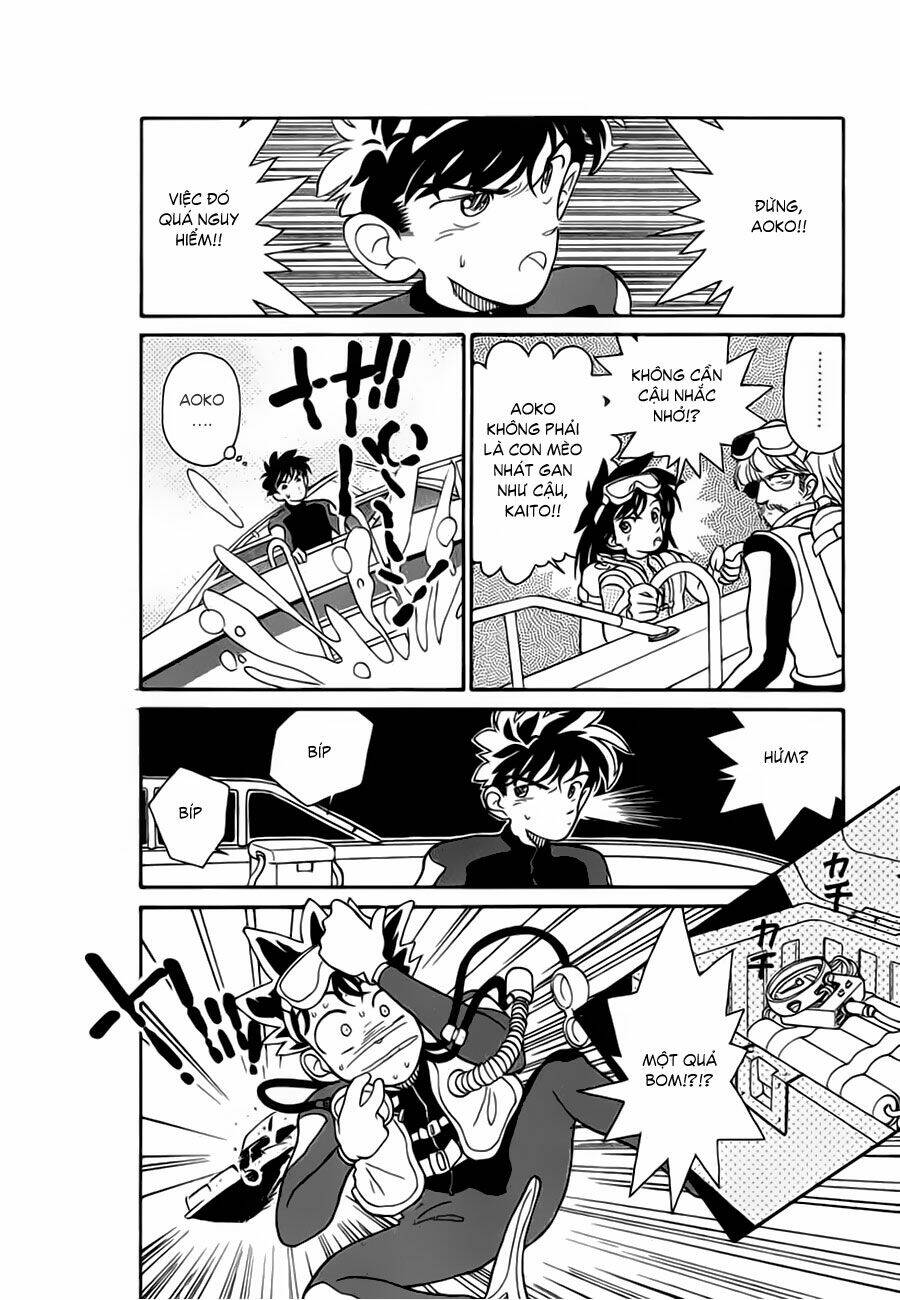 ĐỪNG,
AOKO!!
VIỆC ĐÓ
QUÁ NGUY
HIỂM!!
.........
KHÔNG CẦN
CẬU NHẮC
NHỞ!?
AOKO
KHÔNG PHẢI
LÀ CON MÈO
NHÁT GAN
NHƯ CẬU,
KAITO!!
AOKO
....
HỬM?
BÍP
BÍP
カチ
カチ
MỘT QUẢ
BOM!?!?